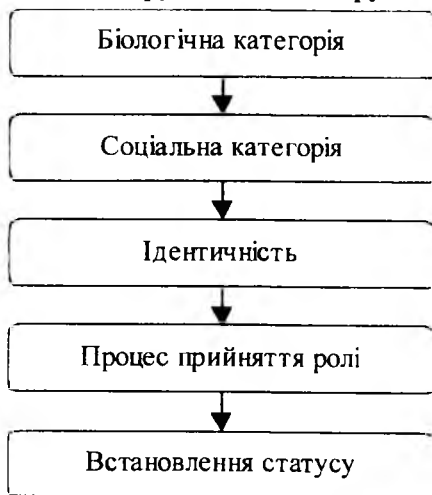 Біологічна категорія
Соціальна категорія
Ідентичність
Процес прийняття ролі
Встановлення статусу